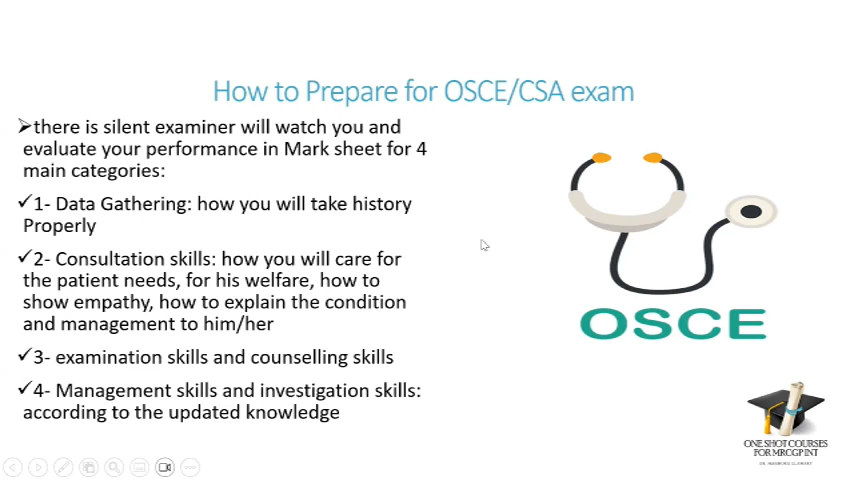 How to Prepare for OSCE/CSA exam
there is silent examiner will watch you and
evaluate your performance in Mark sheet for 4
main categories:
1- Data Gathering: how you will take history
Properly
2- Consultation skills: how you will care for
the patient needs, for his welfare, how to
show empathy, how to explain the condition
and management to him/her
3- examination skills and counselling skills
4- Management skills and investigation skills:
according to the updated knowledge
OSCE
ONE SHOT COURSES
FOR MRCGP INT